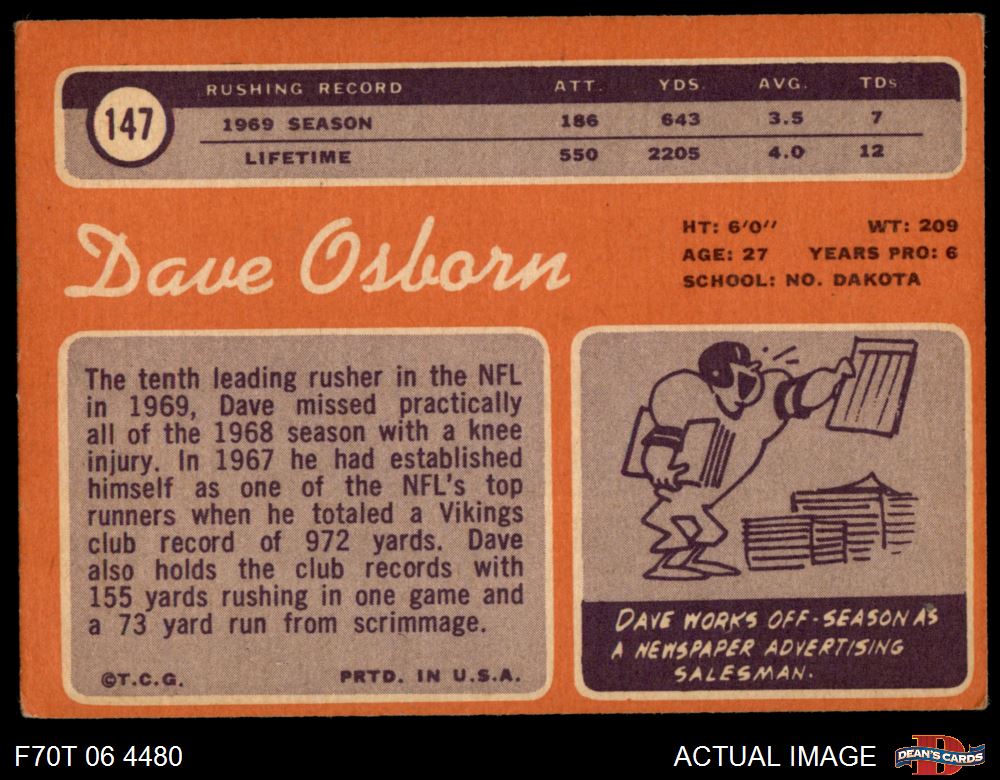 147
RUSHING RECORD ATT. YDS. AVG. TDs
1969 SEASON 186 643 3.5 7
LIFETIME 550 2205 4.0 12
Dave Osborn
HT: 6'0" WT: 209
AGE: 27 YEARS PRO: 6
SCHOOL: NO. DAKOTA
The tenth leading rusher in the NFL
in 1969, Dave missed practically
all of the 1968 season with a knee
injury. In 1967 he had established
himself as one of the NFL's top
runners when he totaled a Vikings
club record of 972 yards. Dave
also holds the club records with
155 yards rushing in one game and
a 73 yard run from scrimmage.
©T.C.G. PRTD. IN U.S.A.
DAVE WORKS OFF-SEASON AS
A NEWSPAPER ADVERTISING
SALESMAN.
F70T 06 4480 ACTUAL IMAGE
D
DEAN'S CARDS